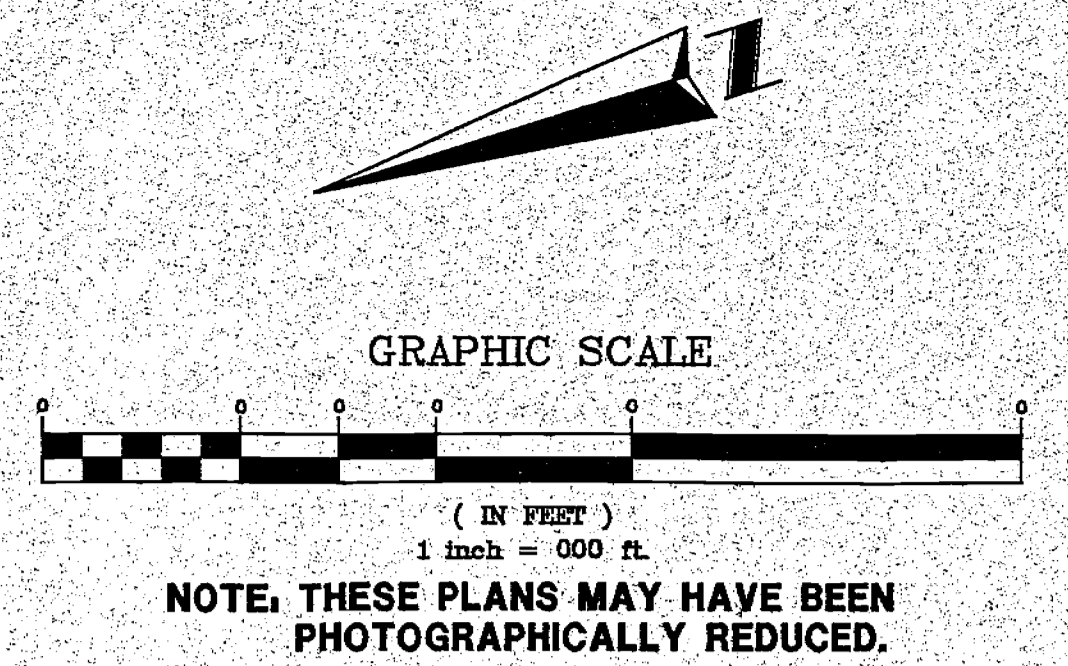 N
GRAPHIC SCALE
0 0 0 0 0 0
( IN FEET )
1 inch = 000 ft.
NOTE: THESE PLANS MAY HAVE BEEN
PHOTOGRAPHICALLY REDUCED.